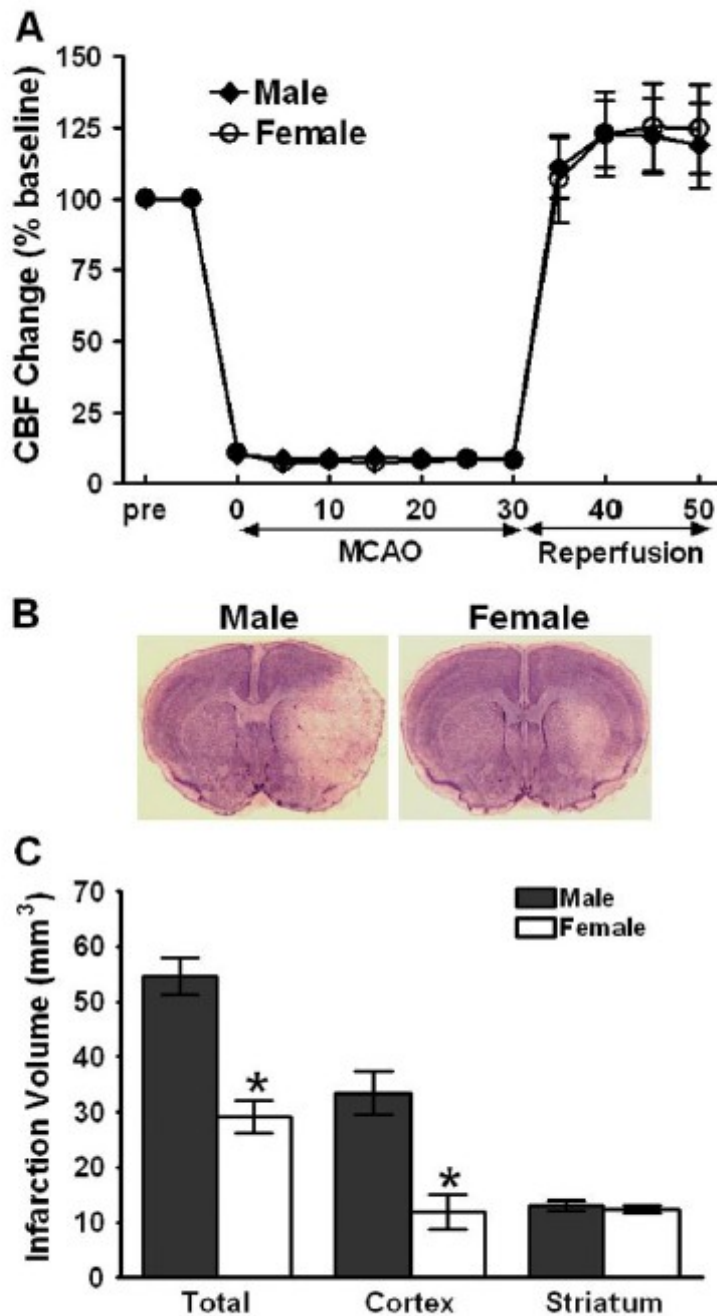 A
150
125
100
75
50
25
0
CBF Change (% baseline)
Male
Female
pre 0 10 20 30 40 50
MCAO Reperfusion
B
Male Female
C
70
60
50
40
30
20
10
0
Infarction Volume (mm³)
Male
Female
* *
Total Cortex Striatum